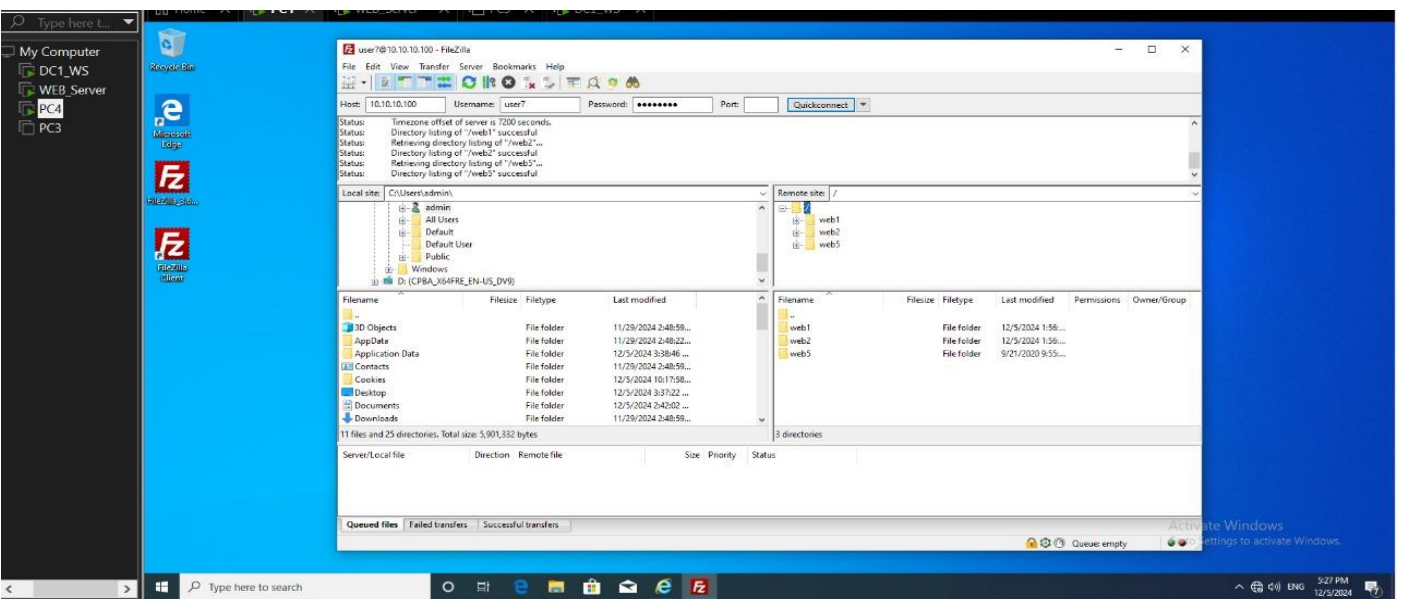 Type here t...
Home
PC4
WEB_Server
PC3
DC1_WS
My Computer
DC1_WS
WEB_Server
PC4
PC3
Recycle Bin
Microsoft Edge
FileZilla Client
user7@10.10.10.100 - FileZilla
File Edit View Transfer Server Bookmarks Help
Host: 10.10.10.100 Username: user7 Password: ●●●●●●●● Port: Quickconnect
Status: Timezone offset of server is 7200 seconds.
Status: Directory listing of "/web1" successful
Status: Retrieving directory listing of "/web2"...
Status: Directory listing of "/web2" successful
Status: Retrieving directory listing of "/web5"...
Status: Directory listing of "/web5" successful
Local site: C:\Users\admin\
admin
All Users
Default
Default User
Public
Windows
D: (CPBA_X64FRE_EN-US_DV9)
Remote site: /
/
web1
web2
web5
Filename Filesize Filetype Last modified
..
3D Objects File folder 11/29/2024 2:48:59...
AppData File folder 11/29/2024 2:48:22...
Application Data File folder 12/5/2024 3:38:46 ...
Contacts File folder 11/29/2024 2:48:59...
Cookies File folder 12/5/2024 10:17:58...
Desktop File folder 12/5/2024 3:37:22 ...
Documents File folder 12/5/2024 2:42:02 ...
Downloads File folder 11/29/2024 2:48:59...
11 files and 25 directories. Total size: 5,901,332 bytes
Filename Filesize Filetype Last modified Permissions Owner/Group
..
web1 File folder 12/5/2024 1:56:...
web2 File folder 12/5/2024 1:56:...
web5 File folder 9/21/2020 9:55:...
3 directories
Server/Local file Direction Remote file Size Priority Status
Queued files Failed transfers Successful transfers
Queue: empty
Activate Windows
Settings to activate Windows.
Type here to search
ENG
5:27 PM
12/5/2024